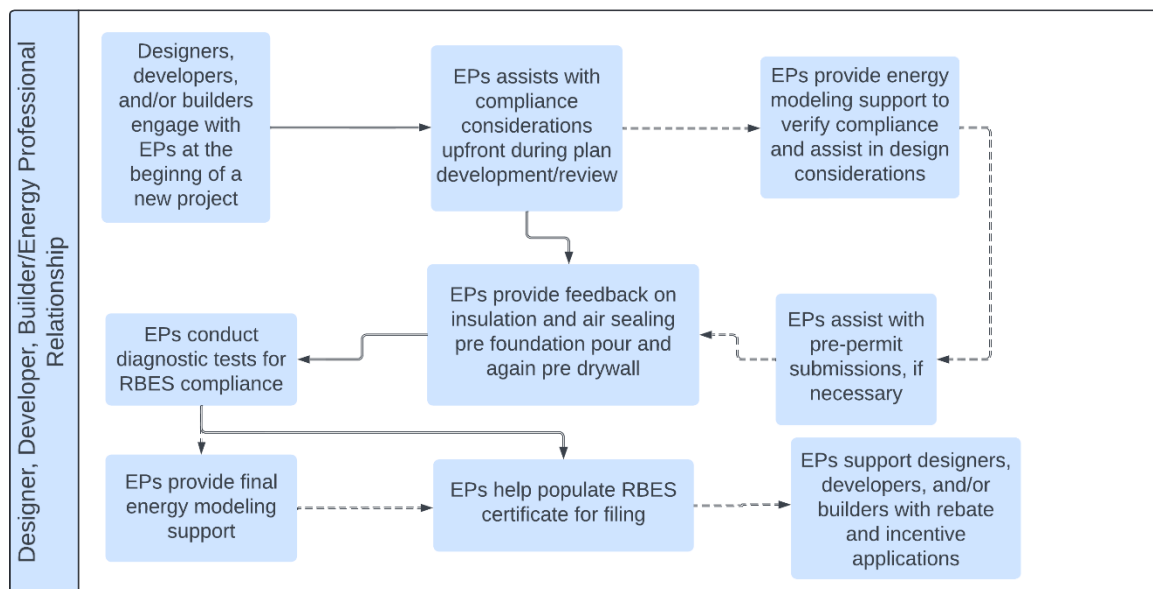 Designer, Developer, Builder/Energy Professional
Relationship
Designers,
developers,
and/or builders
engage with
EPs at the
beginng of a
new project
EPs assists with
compliance
considerations
upfront during plan
development/review
EPs provide energy
modeling support to
verify compliance
and assist in design
considerations
EPs provide feedback on
insulation and air sealing
pre foundation pour and
again pre drywall
EPs assist with
pre-permit
submissions, if
necessary
EPs conduct
diagnostic tests for
RBES compliance
EPs provide final
energy modeling
support
EPs help populate RBES
certificate for filing
EPs support designers,
developers, and/or
builders with rebate
and incentive
applications